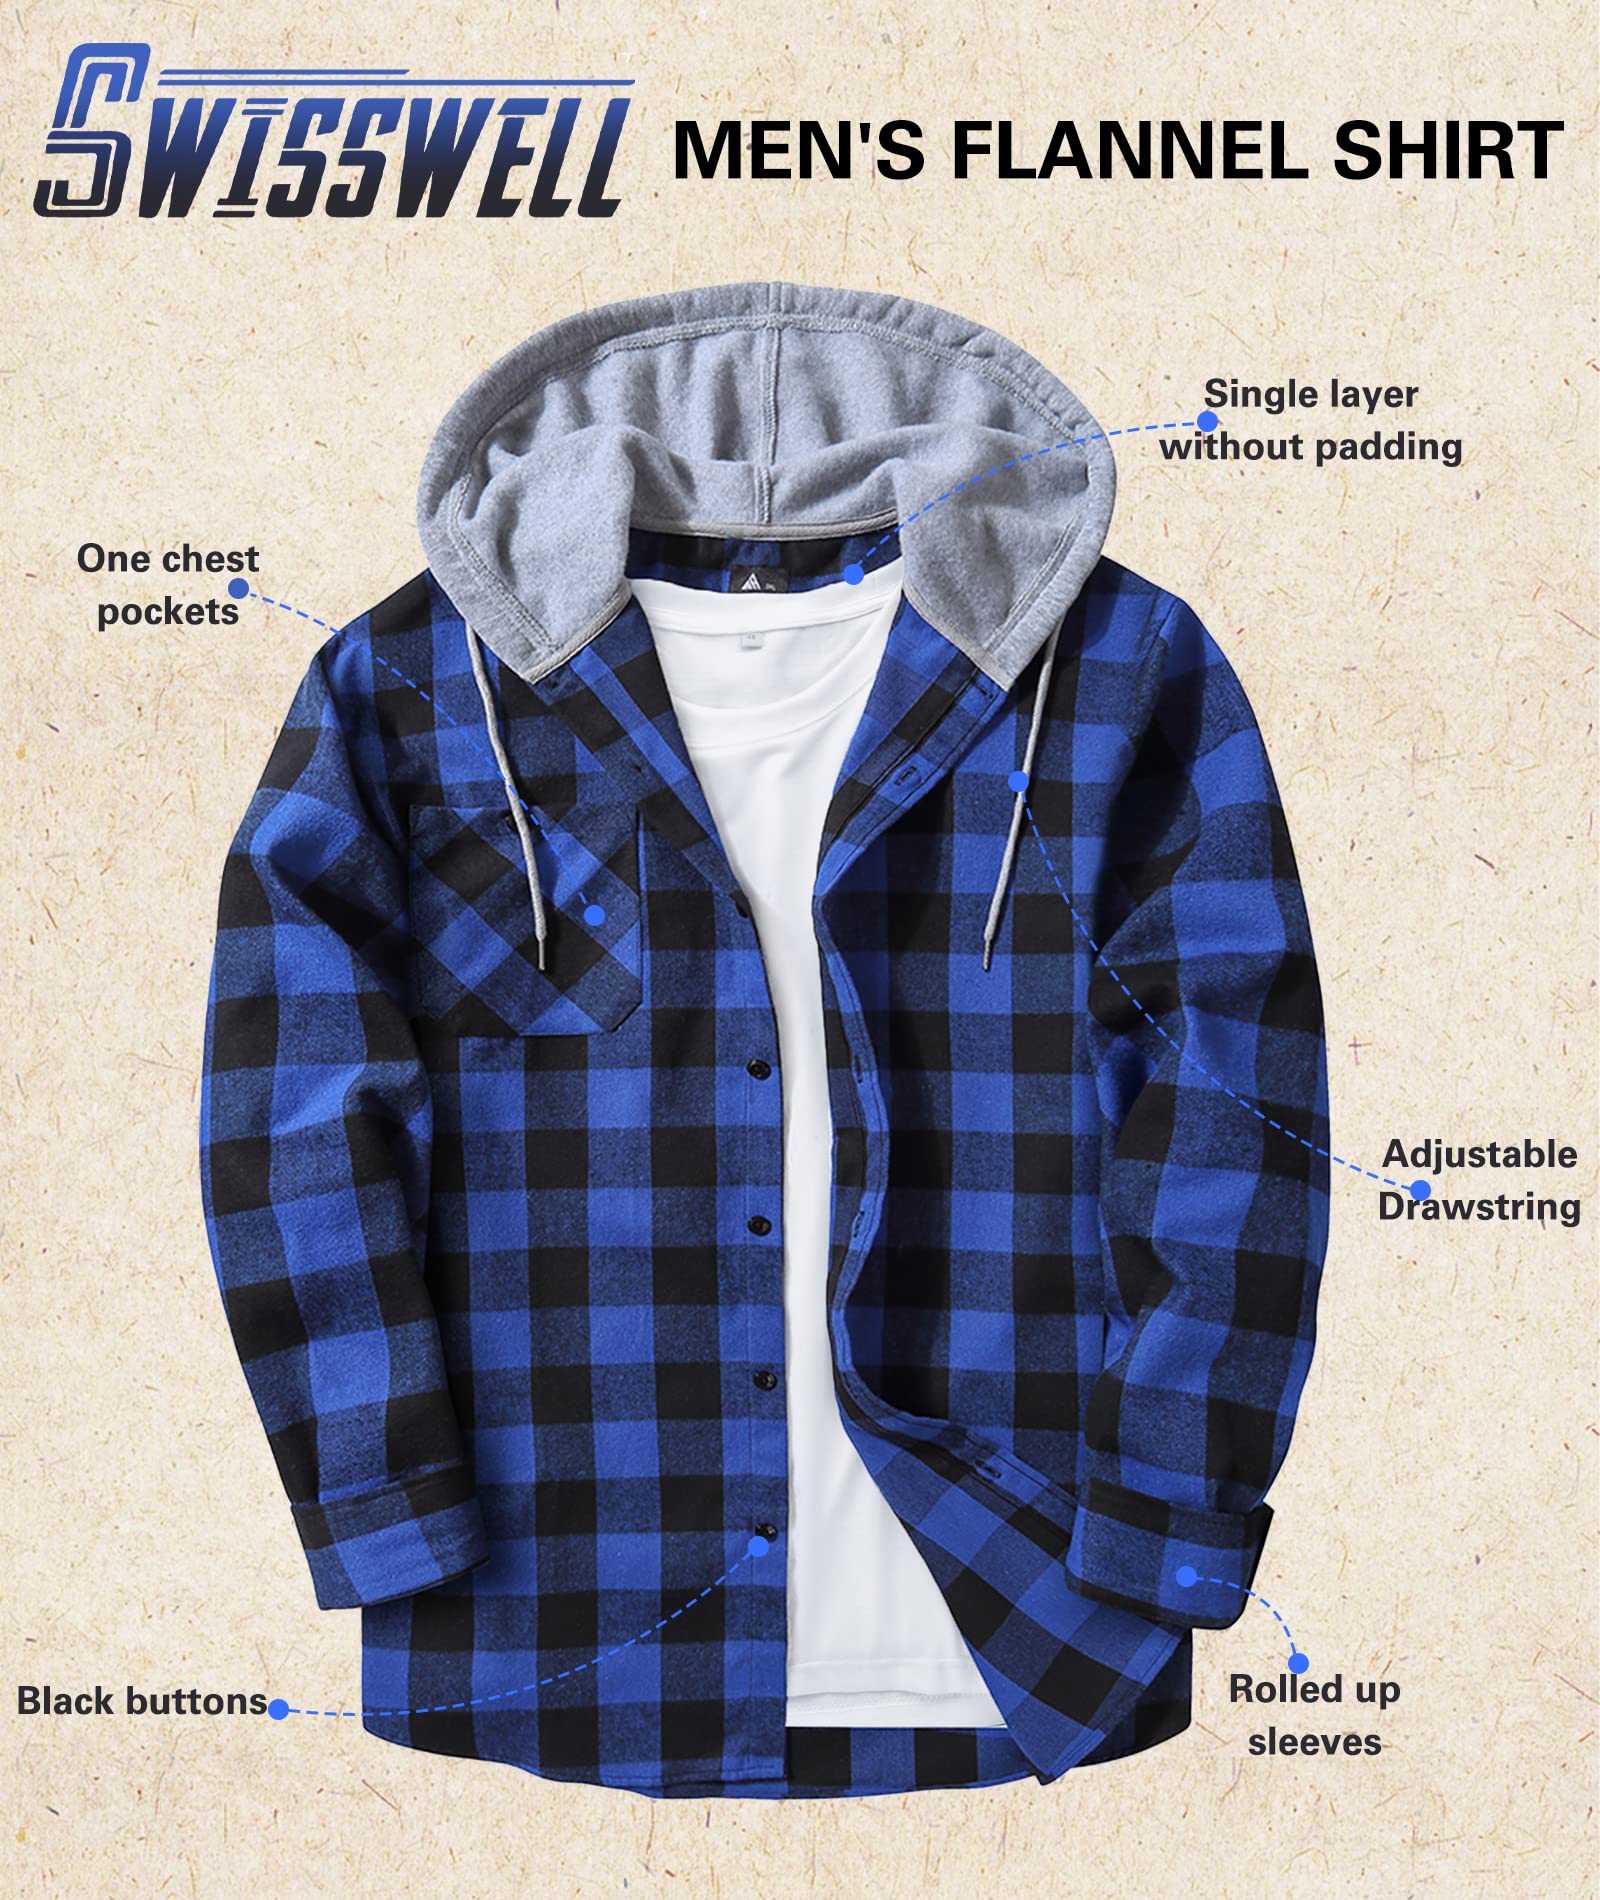 SWISSWELL MEN'S FLANNEL SHIRT
Single layer
without padding
One chest
pockets
Adjustable
Drawstring
Black buttons
Rolled up
sleeves